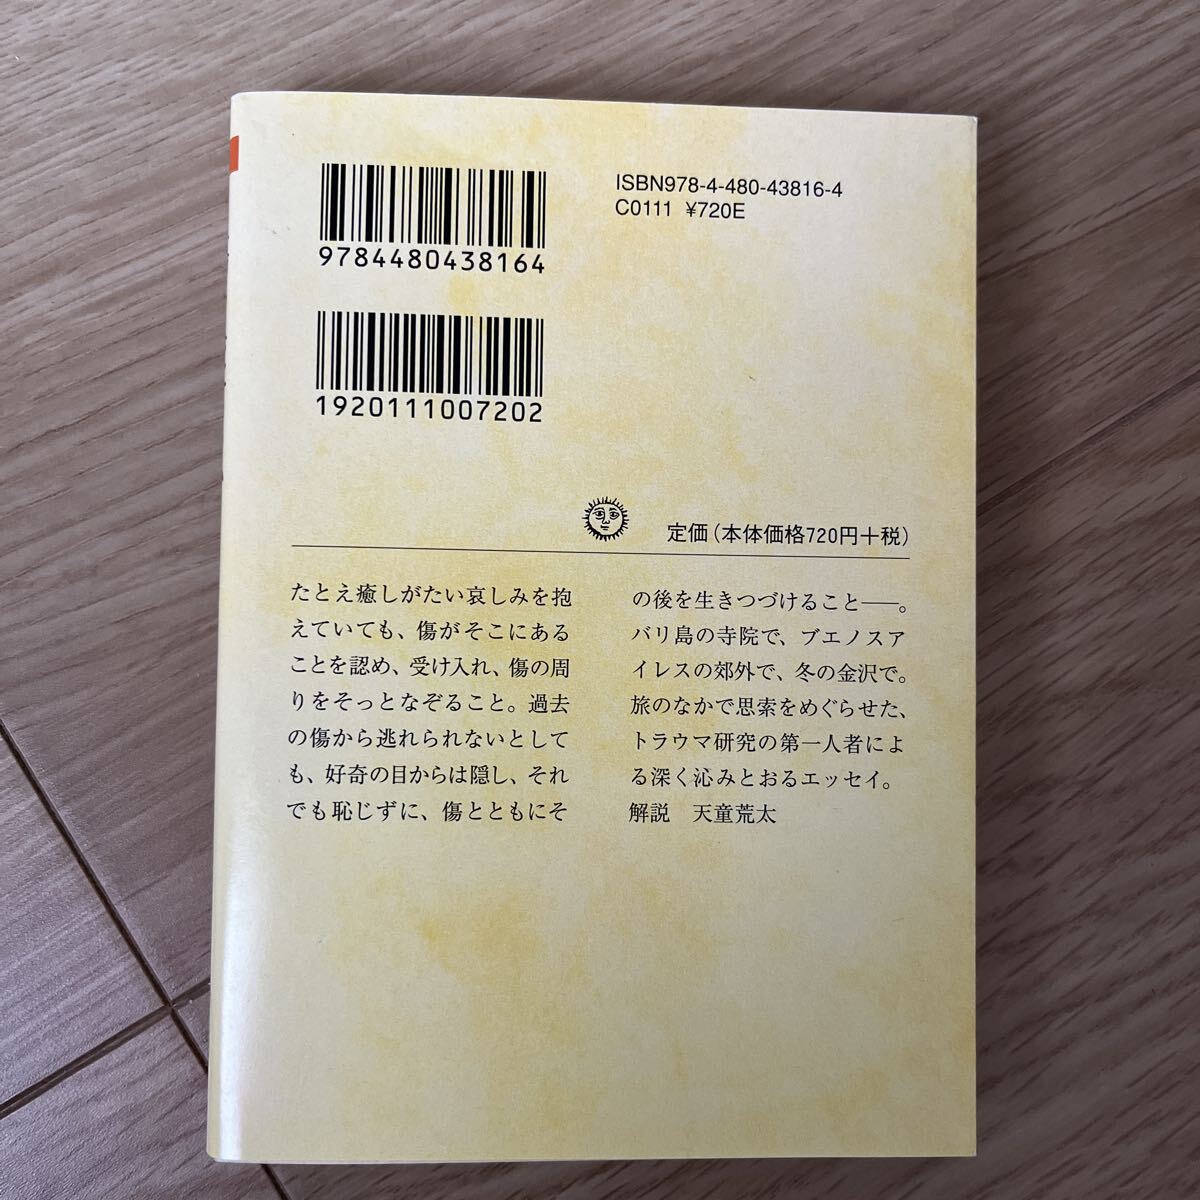 ISBN978-4-480-43816-4
C0111 ¥720E
9784480438164
1920111007202
定価(本体価格720円+税)
たとえ癒しがたい哀しみを抱
えていても、傷がそこにある
ことを認め、受け入れ、傷の周
りをそっとなぞること。過去
の傷から逃れられないとして
も、好奇の目からは隠し、それ
でも恥じずに、傷とともにそ
の後を生きつづけること――。
バリ島の寺院で、ブエノスア
イレスの郊外で、冬の金沢で。
旅のなかで思索をめぐらせた、
トラウマ研究の第一人者によ
る深く沁みとおるエッセイ。
解説 天童荒太